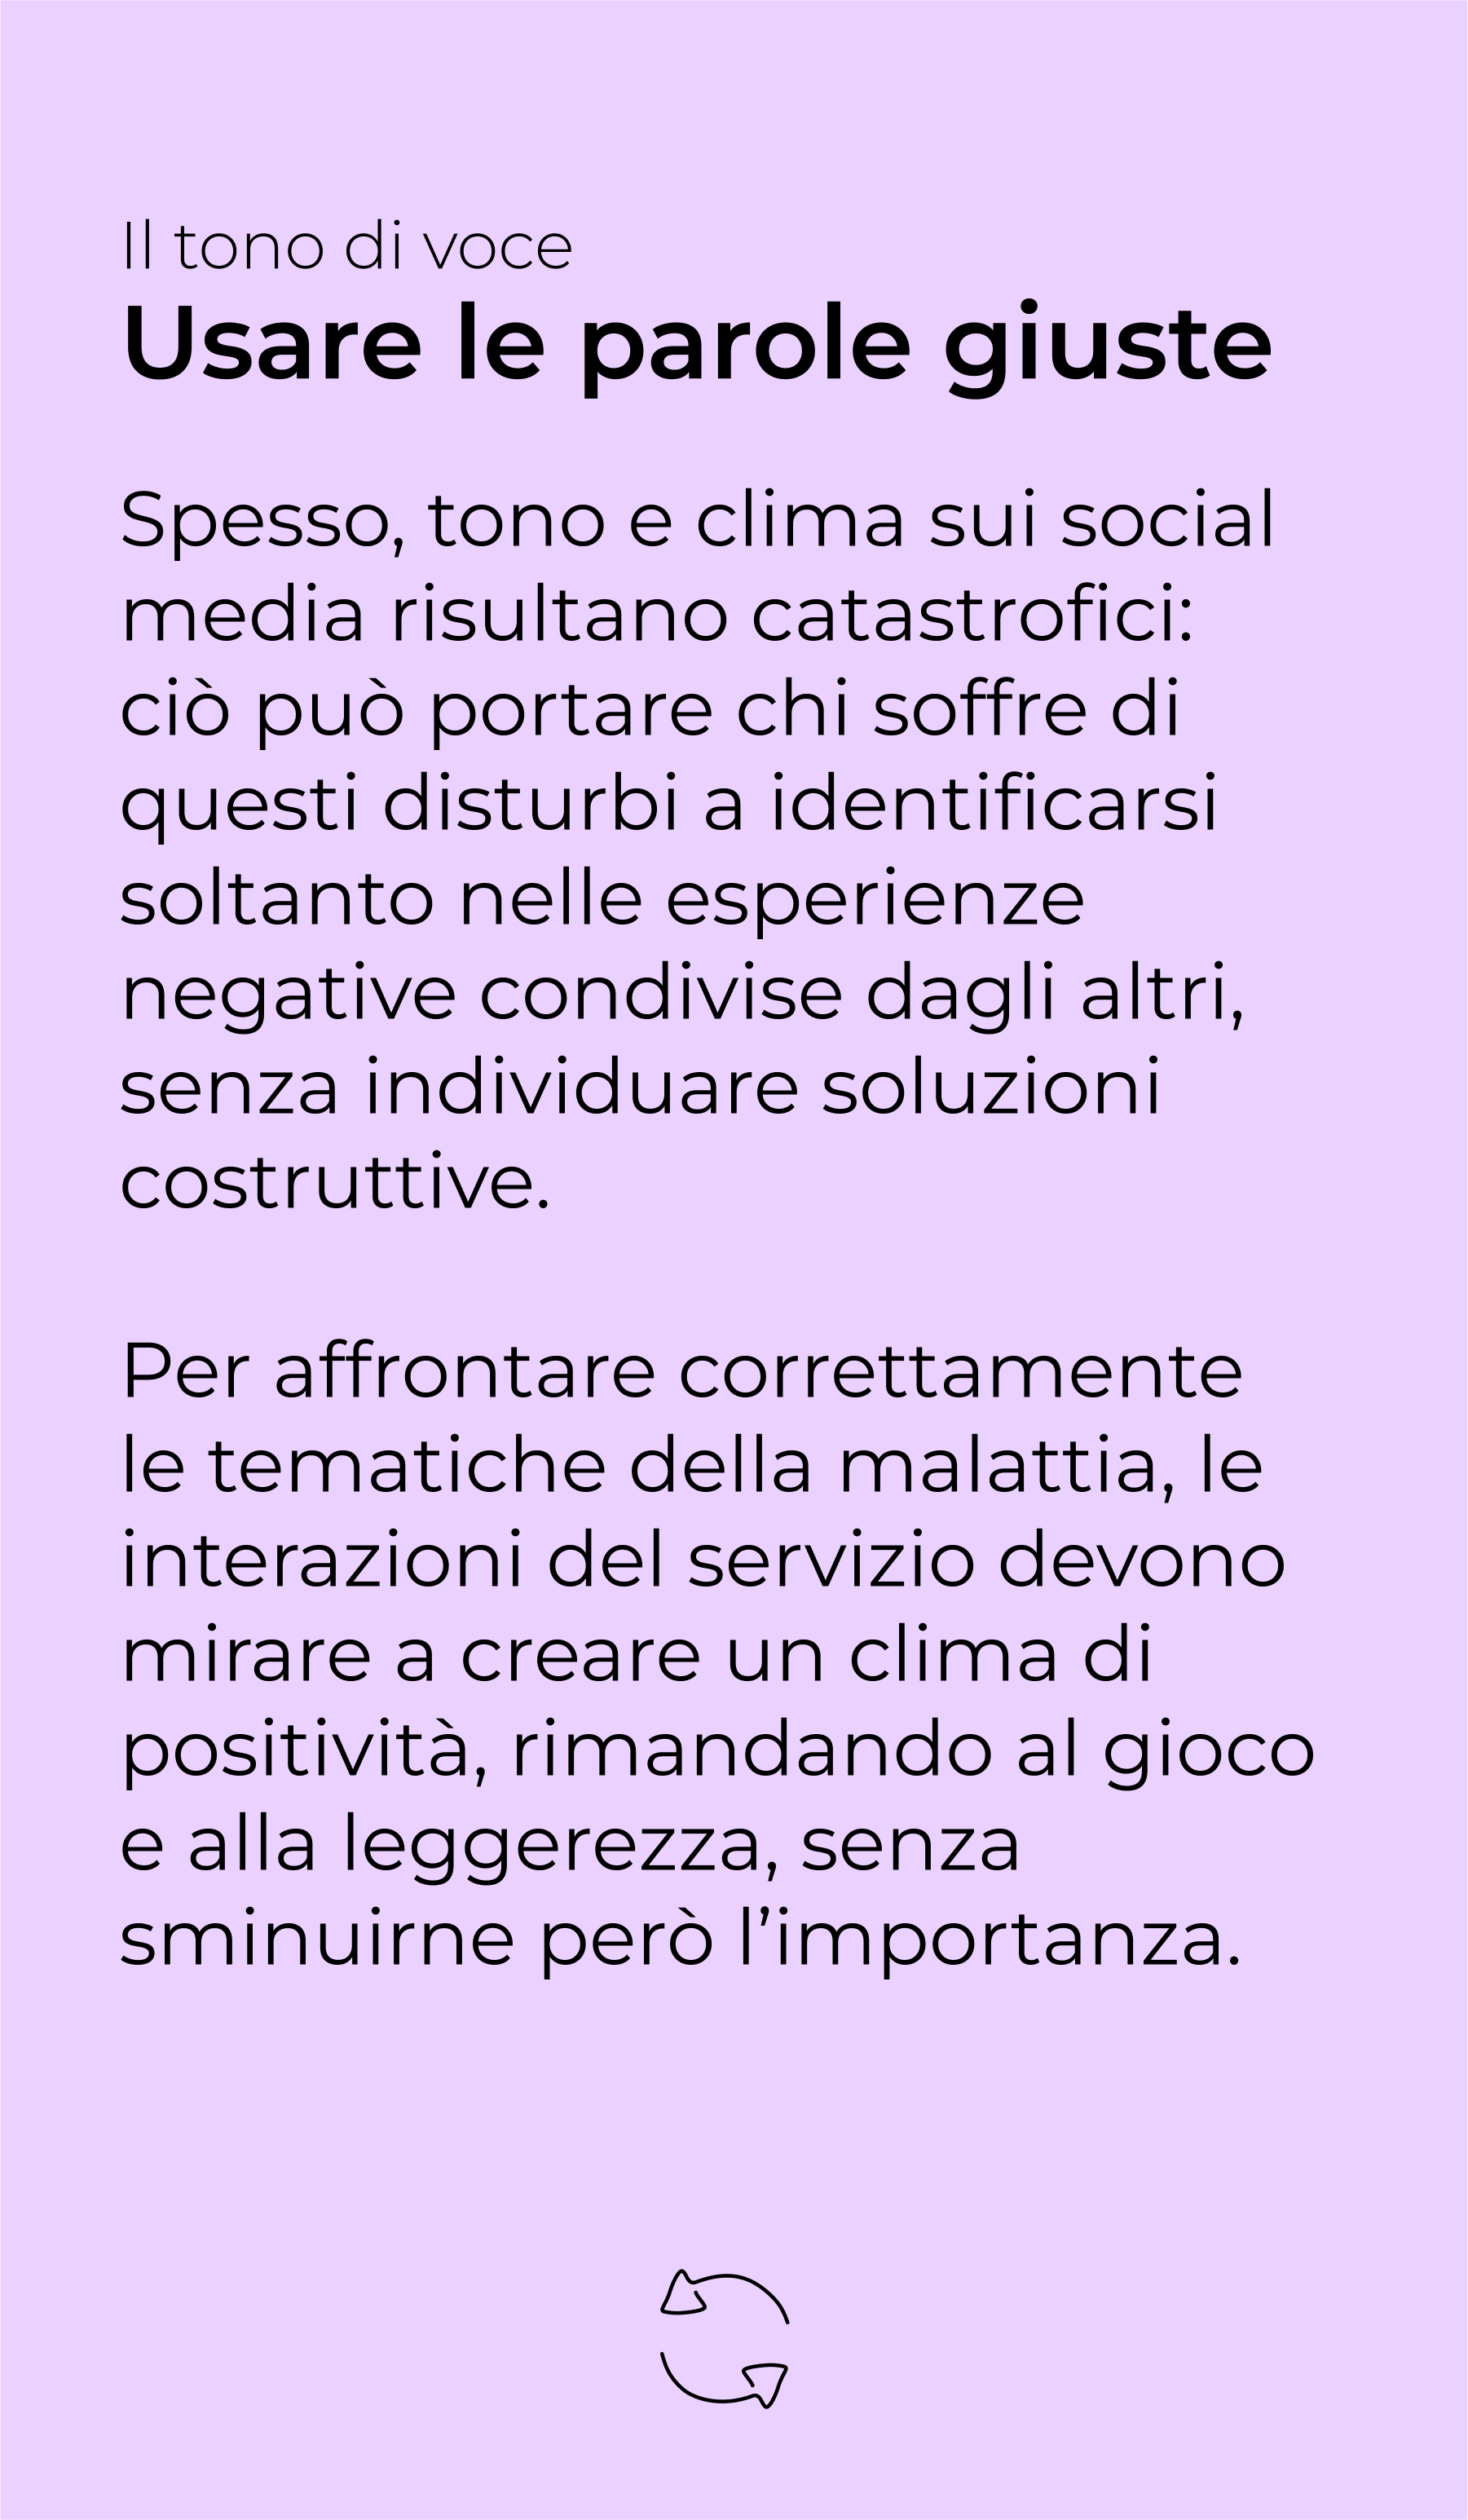 Il tono di voce
Usare le parole giuste
Spesso, tono e clima sui social
media risultano catastrofici:
ciò può portare chi soffre di
questi disturbi a identificarsi
soltanto nelle esperienze
negative condivise dagli altri,
senza individuare soluzioni
costruttive.
Per affrontare correttamente
le tematiche della malattia, le
interazioni del servizio devono
mirare a creare un clima di
positività, rimandando al gioco
e alla leggerezza, senza
sminuirne però l’importanza.